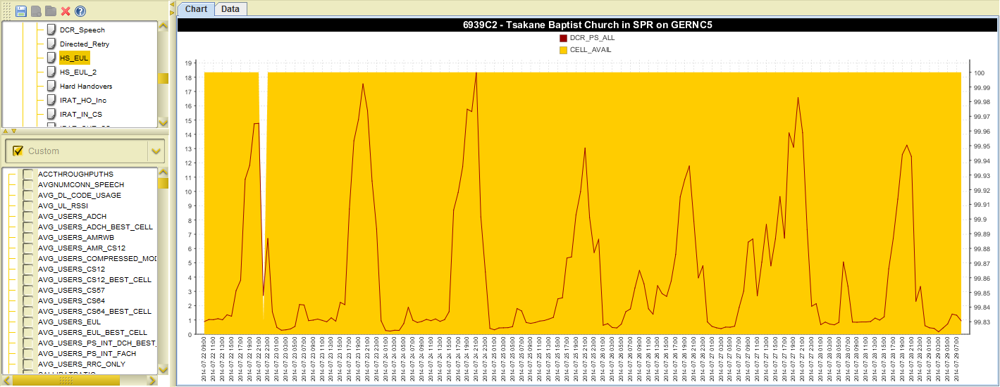 Chart
Data
6939C2 - Tsakane Baptist Church in SPR on GERNC5
DCR_PS_ALL
CELL_AVAIL
DCR_Speech
Directed_Retry
HS_EUL
HS_EUL_2
Hard Handovers
IRAT_HO_Inc
IRAT_IN_CS
Custom
ACCTHROUGHPUTHS
AVGNUMCONN_SPEECH
AVG_DL_CODE_USAGE
AVG_UL_RSSI
AVG_USERS_ADCH
AVG_USERS_ADCH_BEST_CELL
AVG_USERS_AMRWB
AVG_USERS_AMR_CS12
AVG_USERS_COMPRESSED_MOD
AVG_USERS_CS12
AVG_USERS_CS12_BEST_CELL
AVG_USERS_CS57
AVG_USERS_CS64
AVG_USERS_CS64_BEST_CELL
AVG_USERS_EUL
AVG_USERS_EUL_BEST_CELL
AVG_USERS_PS_INT_DCH_BEST_
AVG_USERS_PS_INT_FACH
AVG_USERS_RRC_ONLY
19
18
17
16
15
14
13
12
11
10
9
8
7
6
5
4
3
2
1
0
100
99.99
99.98
99.96
99.95
99.94
99.93
99.92
99.91
99.9
99.88
99.87
99.86
99.85
99.84
99.83
2014-07 22 09:00
2014-07 22 11:00
2014-07 22 13:00
2014-07 22 15:00
2014-07 22 17:00
2014-07 22 19:00
2014-07 22 21:00
2014-07 22 23:00
2014-07 23 01:00
2014-07 23 03:00
2014-07 23 05:00
2014-07 23 07:00
2014-07 23 09:00
2014-07 23 11:00
2014-07 23 13:00
2014-07 23 15:00
2014-07 23 17:00
2014-07 23 19:00
2014-07 23 21:00
2014-07 23 23:00
2014-07 24 01:00
2014-07 24 03:00
2014-07 24 05:00
2014-07 24 07:00
2014-07 24 09:00
2014-07 24 11:00
2014-07 24 13:00
2014-07 24 15:00
2014-07 24 17:00
2014-07 24 19:00
2014-07 24 21:00
2014-07 24 23:00
2014-07 25 01:00
2014-07 25 03:00
2014-07 25 05:00
2014-07 25 07:00
2014-07 25 09:00
2014-07 25 11:00
2014-07 25 13:00
2014-07 25 15:00
2014-07 25 17:00
2014-07 25 19:00
2014-07 25 21:00
2014-07 25 23:00
2014-07 26 01:00
2014-07 26 03:00
2014-07 26 05:00
2014-07 26 07:00
2014-07 26 09:00
2014-07 26 11:00
2014-07 26 13:00
2014-07 26 15:00
2014-07 26 17:00
2014-07 26 19:00
2014-07 26 21:00
2014-07 26 23:00
2014-07 27 01:00
2014-07 27 03:00
2014-07 27 05:00
2014-07 27 07:00
2014-07 27 09:00
2014-07 27 11:00
2014-07 27 13:00
2014-07 27 15:00
2014-07 27 17:00
2014-07 27 19:00
2014-07 27 21:00
2014-07 27 23:00
2014-07 28 01:00
2014-07 28 03:00
2014-07 28 05:00
2014-07 28 07:00
2014-07 28 09:00
2014-07 28 11:00
2014-07 28 13:00
2014-07 28 15:00
2014-07 28 17:00
2014-07 28 19:00
2014-07 28 21:00
2014-07 28 23:00
2014-07 29 01:00
2014-07 29 03:00
2014-07 29 05:00
2014-07 29 07:00